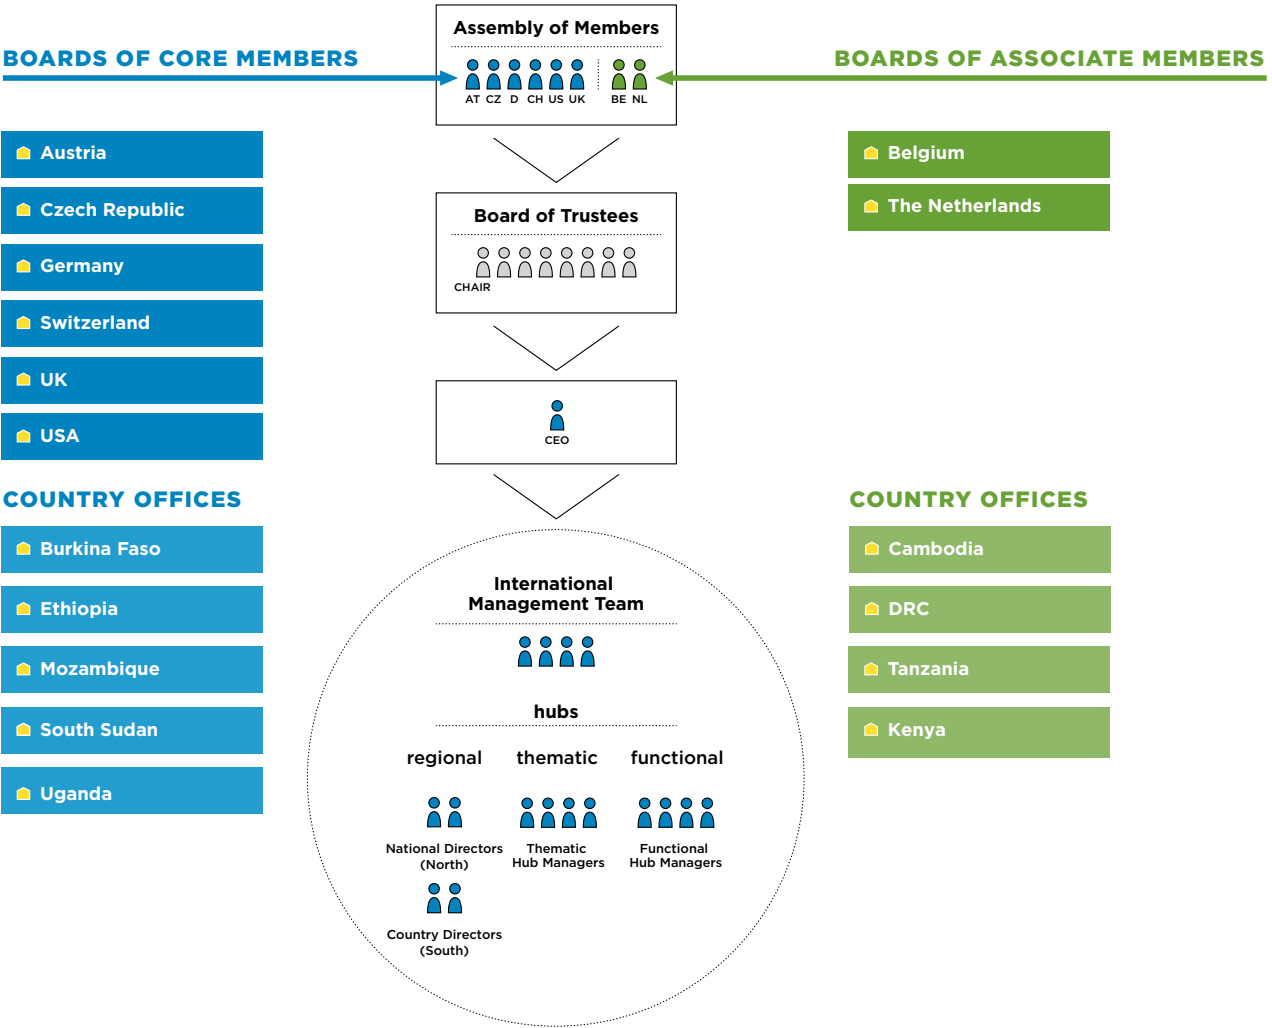 Assembly of Members
BOARDS OF CORE MEMBERS
BOARDS OF ASSOCIATE MEMBERS
AT CZ D CH US UK BE NL
Austria
Czech Republic
Germany
Switzerland
UK
USA
Belgium
The Netherlands
Board of Trustees
CHAIR
CEO
COUNTRY OFFICES
Burkina Faso
Ethiopia
Mozambique
South Sudan
Uganda
COUNTRY OFFICES
Cambodia
DRC
Tanzania
Kenya
International
Management Team
hubs
regional thematic functional
National Directors
(North)
Thematic
Hub Managers
Functional
Hub Managers
Country Directors
(South)